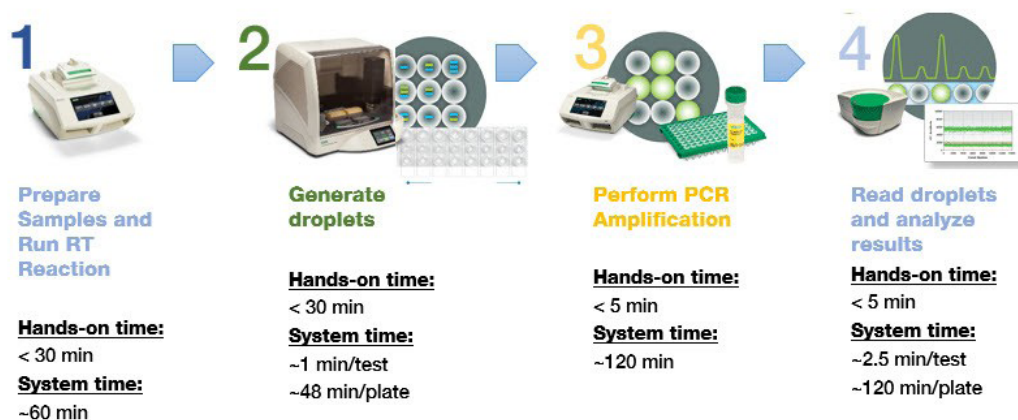 1
Prepare
Samples and
Run RT
Reaction
Hands-on time:
< 30 min
System time:
~60 min
2
Generate
droplets
Hands-on time:
< 30 min
System time:
~1 min/test
~48 min/plate
3
Perform PCR
Amplification
Hands-on time:
< 5 min
System time:
~120 min
4
Read droplets
and analyze
results
Hands-on time:
< 5 min
System time:
~2.5 min/test
~120 min/plate